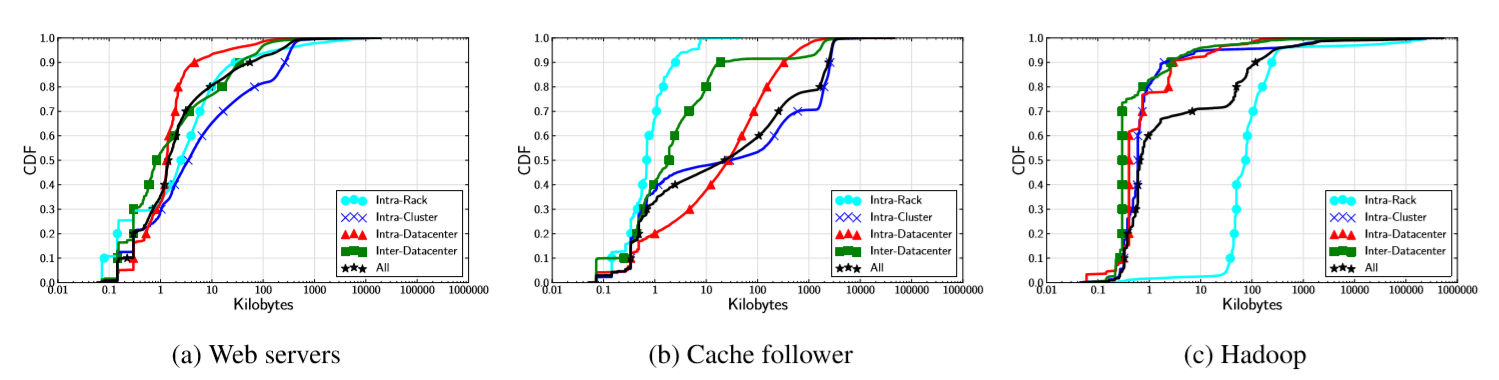 CDF
1.0
0.9
0.8
0.7
0.6
0.5
0.4
0.3
0.2
0.1
0.0
0.01 0.1 1 10 100 1000 10000 100000 1000000
Kilobytes
Intra-Rack
Intra-Cluster
Intra-Datacenter
Inter-Datacenter
All
(a) Web servers
CDF
1.0
0.9
0.8
0.7
0.6
0.5
0.4
0.3
0.2
0.1
0.0
0.01 0.1 1 10 100 1000 10000 100000 1000000
Kilobytes
Intra-Rack
Intra-Cluster
Intra-Datacenter
Inter-Datacenter
All
(b) Cache follower
CDF
1.0
0.9
0.8
0.7
0.6
0.5
0.4
0.3
0.2
0.1
0.0
0.01 0.1 1 10 100 1000 10000 100000 1000000
Kilobytes
Intra-Rack
Intra-Cluster
Intra-Datacenter
Inter-Datacenter
All
(c) Hadoop